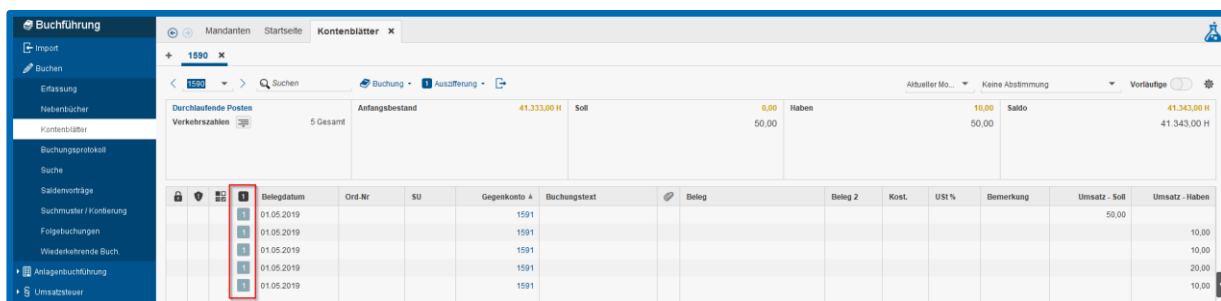 Buchführung
Mandanten Startseite Kontenblätter ×
Import
+ 1590 ×
Buchen
< 1590 > Suchen Buchung Auszifferung Aktueller Mo... Keine Abstimmung Vorläufige
Erfassung
Nebenbücher
Kontenblätter
Buchungsprotokoll
Suche
Saldenvorträge
Suchmuster / Kontierung
Folgebuchungen
Wiederkehrende Buch.
Anlagenbuchführung
§ Umsatzsteuer
Durchlaufende Posten Anfangsbestand 41.333,00 H Soll 0,00 Haben 10,00 Saldo 41.343,00 H
Verkehrszahlen 5 Gesamt 50,00 50,00 41.343,00 H
1 Belegdatum Ord-Nr SU Gegenkonto Buchungstext Beleg Beleg 2 Kost. USt % Bemerkung Umsatz - Soll Umsatz - Haben
1 01.05.2019 1591 50,00
1 01.05.2019 1591 10,00
1 01.05.2019 1591 10,00
1 01.05.2019 1591 20,00
1 01.05.2019 1591 10,00